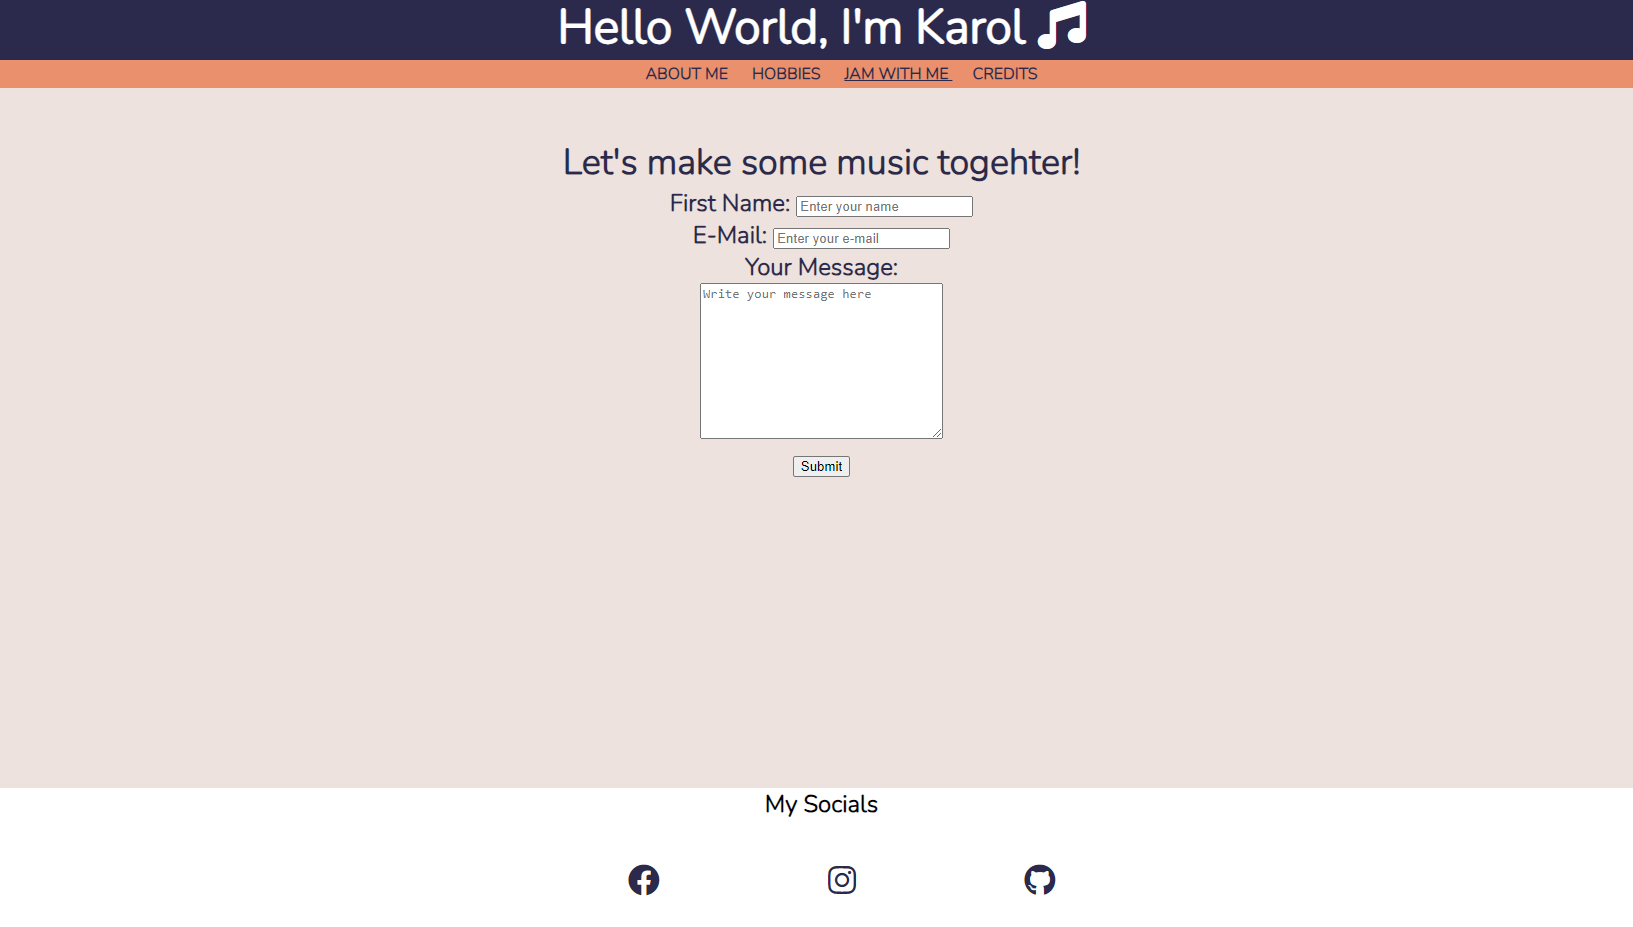 Hello World, I'm Karol
ABOUT ME HOBBIES JAM WITH ME CREDITS
Let's make some music togehter!
First Name: Enter your name
E-Mail: Enter your e-mail
Your Message:
Write your message here
Submit
My Socials